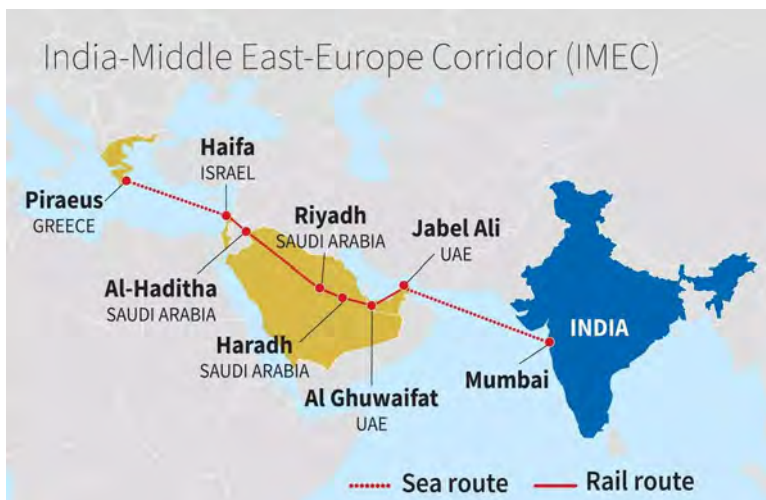 India-Middle East-Europe Corridor (IMEC)
Haifa
ISRAEL
Piraeus
GREECE
Riyadh
SAUDI ARABIA
Jabel Ali
UAE
Al-Haditha
SAUDI ARABIA
INDIA
Haradh
SAUDI ARABIA
Mumbai
Al Ghuwaifat
UAE
Sea route
Rail route